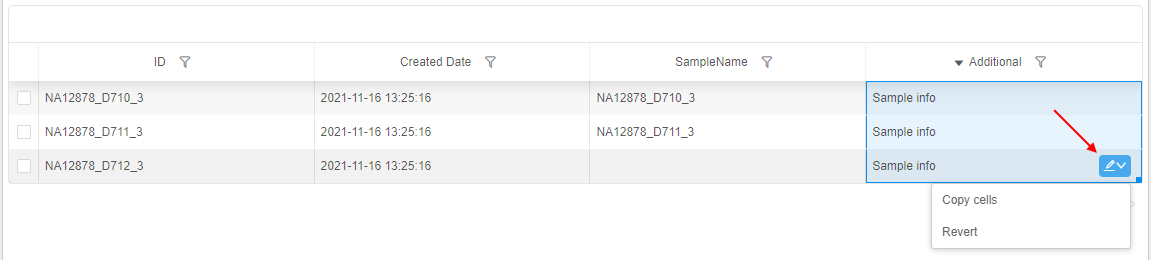 ID Created Date SampleName Additional
NA12878_D710_3 2021-11-16 13:25:16 NA12878_D710_3 Sample info
NA12878_D711_3 2021-11-16 13:25:16 NA12878_D711_3 Sample info
NA12878_D712_3 2021-11-16 13:25:16 Sample info
Copy cells
Revert